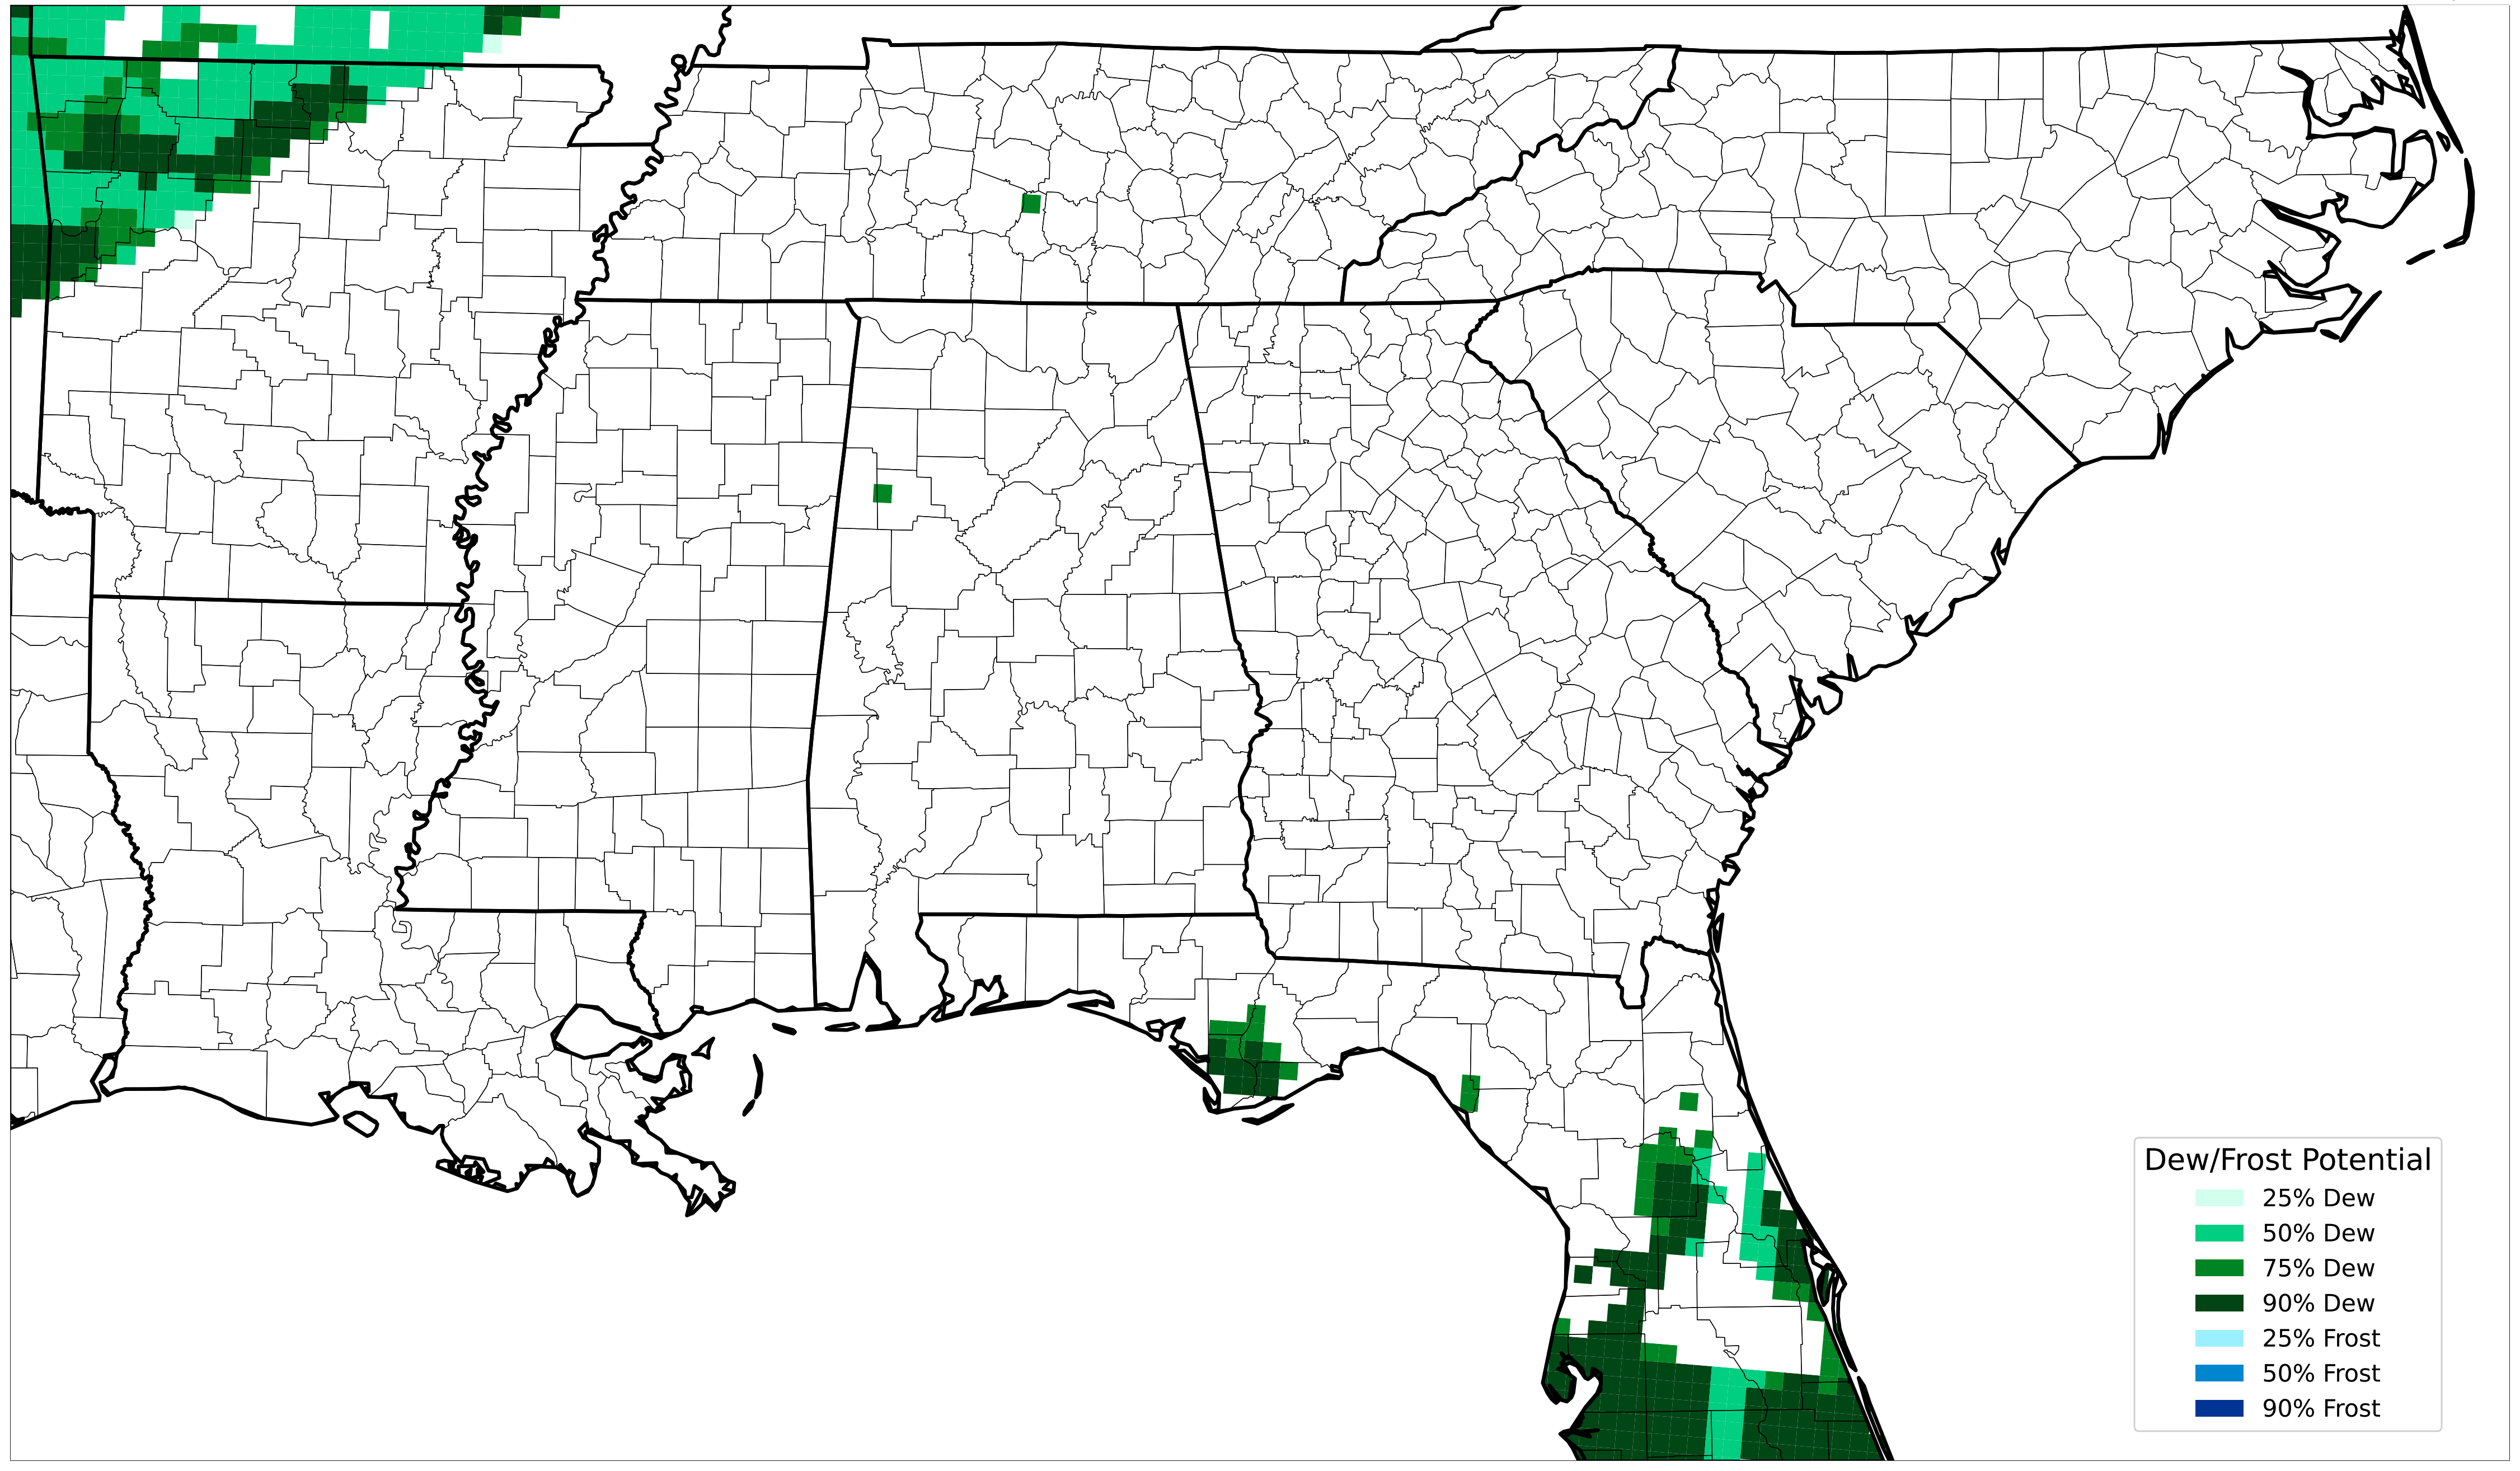 Dew/Frost Potential
25% Dew
50% Dew
75% Dew
90% Dew
25% Frost
50% Frost
90% Frost